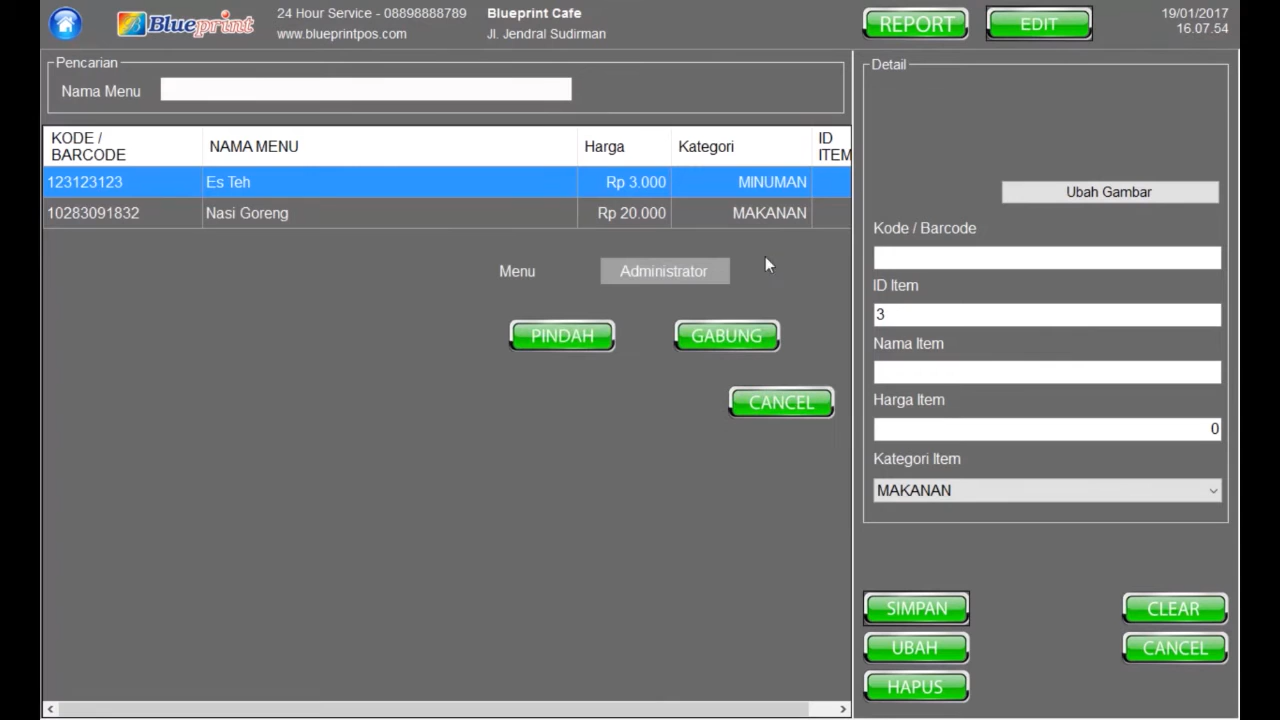 Blueprint
24 Hour Service - 08898888789
www.blueprintpos.com
Blueprint Cafe
Jl. Jendral Sudirman
REPORT
EDIT
19/01/2017
16.07.54
Pencarian
Nama Menu
KODE /
BARCODE
NAMA MENU
Harga
Kategori
ID
ITEM
123123123 Es Teh Rp 3.000 MINUMAN
10283091832 Nasi Goreng Rp 20.000 MAKANAN
Menu Administrator
PINDAH GABUNG
CANCEL
Detail
Ubah Gambar
Kode / Barcode
ID Item
3
Nama Item
Harga Item
0
Kategori Item
MAKANAN
SIMPAN CLEAR
UBAH CANCEL
HAPUS